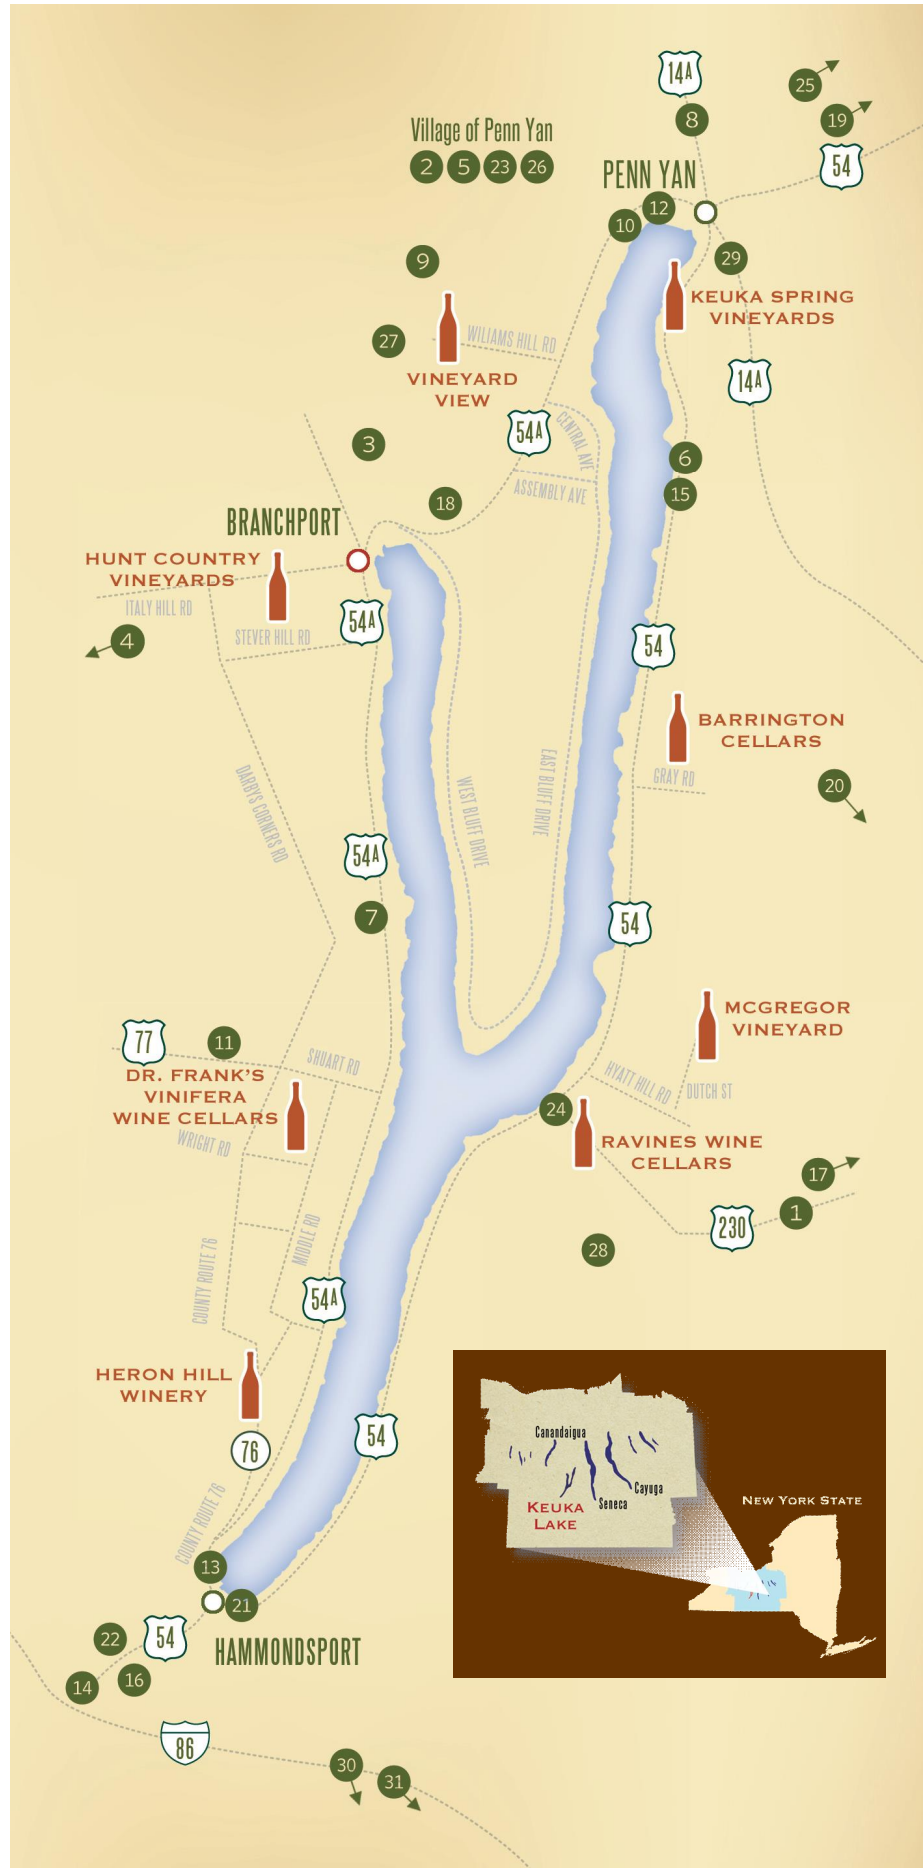 14A
25
8
19
Village of Penn Yan
2 5 23 26
54
PENN YAN
12
10
9
29
KEUKA SPRING
VINEYARDS
27
WILIAMS HILL RD
VINEYARD
VIEW
14A
54A
CENTRAL AVE
3
6
ASSEMBLY AVE
15
18
BRANCHPORT
HUNT COUNTRY
VINEYARDS
ITALY HILL RD
54A
STEVER HILL RD
4
54
BARRINGTON
CELLARS
GRAY RD
20
DARBYS CORNERS RD
WEST BLUFF DRIVE
EAST BLUFF DRIVE
54A
7
54
MCGREGOR
VINEYARD
77
11
SHUART RD
DR. FRANK'S
VINIFERA
WINE CELLARS
HYATT HILL RD
DUTCH ST
24
WRIGHT RD
RAVINES WINE
CELLARS
17
1
230
28
MIDDLE RD
COUNTY ROUTE 76
54A
HERON HILL
WINERY
54
76
Canandaigua
Cayuga
Seneca
KEUKA
LAKE
NEW YORK STATE
COUNTY ROUTE 76
13
21
22
54
HAMMONDSPORT
14
16
86
30
31